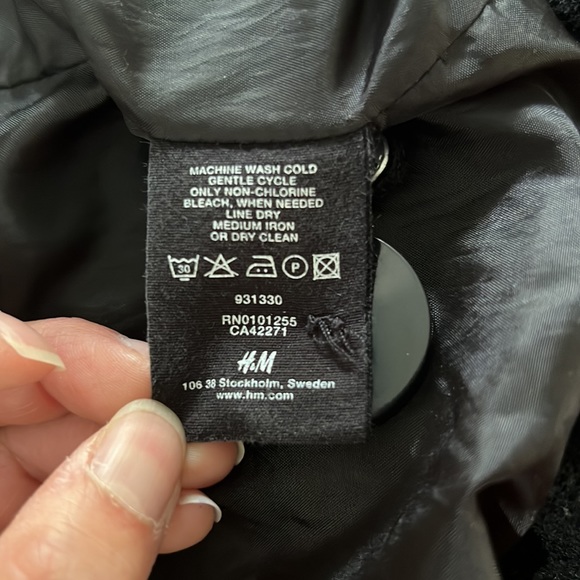 MACHINE WASH COLD
GENTLE CYCLE
ONLY NON-CHLORINE
BLEACH, WHEN NEEDED
LINE DRY
MEDIUM IRON
OR DRY CLEAN
30 P
931330
RN0101255
CA42271
H&M
106 38 Stockholm, Sweden
www.hm.com